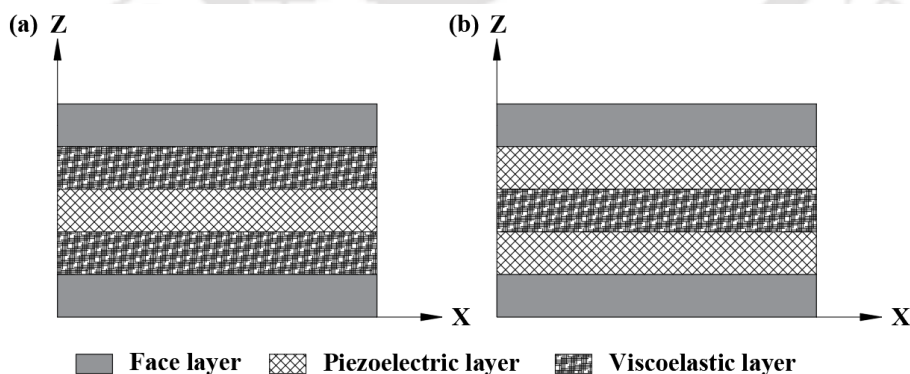 (a) Z
(b) Z
X
X
Face layer
Piezoelectric layer
Viscoelastic layer